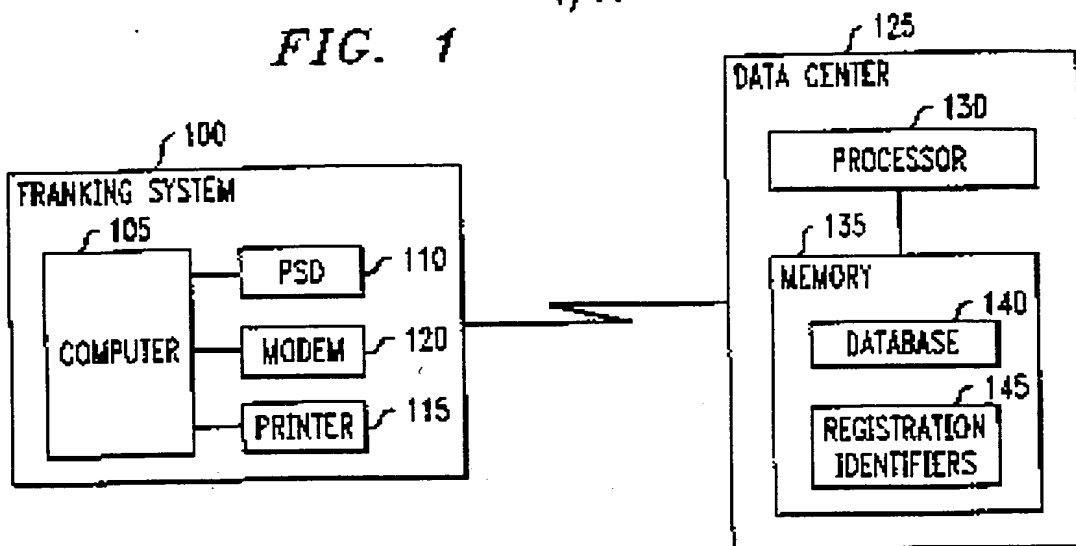 FIG. 1
100
FRANKING SYSTEM
105
COMPUTER
PSD
110
MODEM
120
PRINTER
115
125
DATA CENTER
130
PROCESSOR
135
MEMORY
140
DATABASE
145
REGISTRATION
IDENTIFIERS